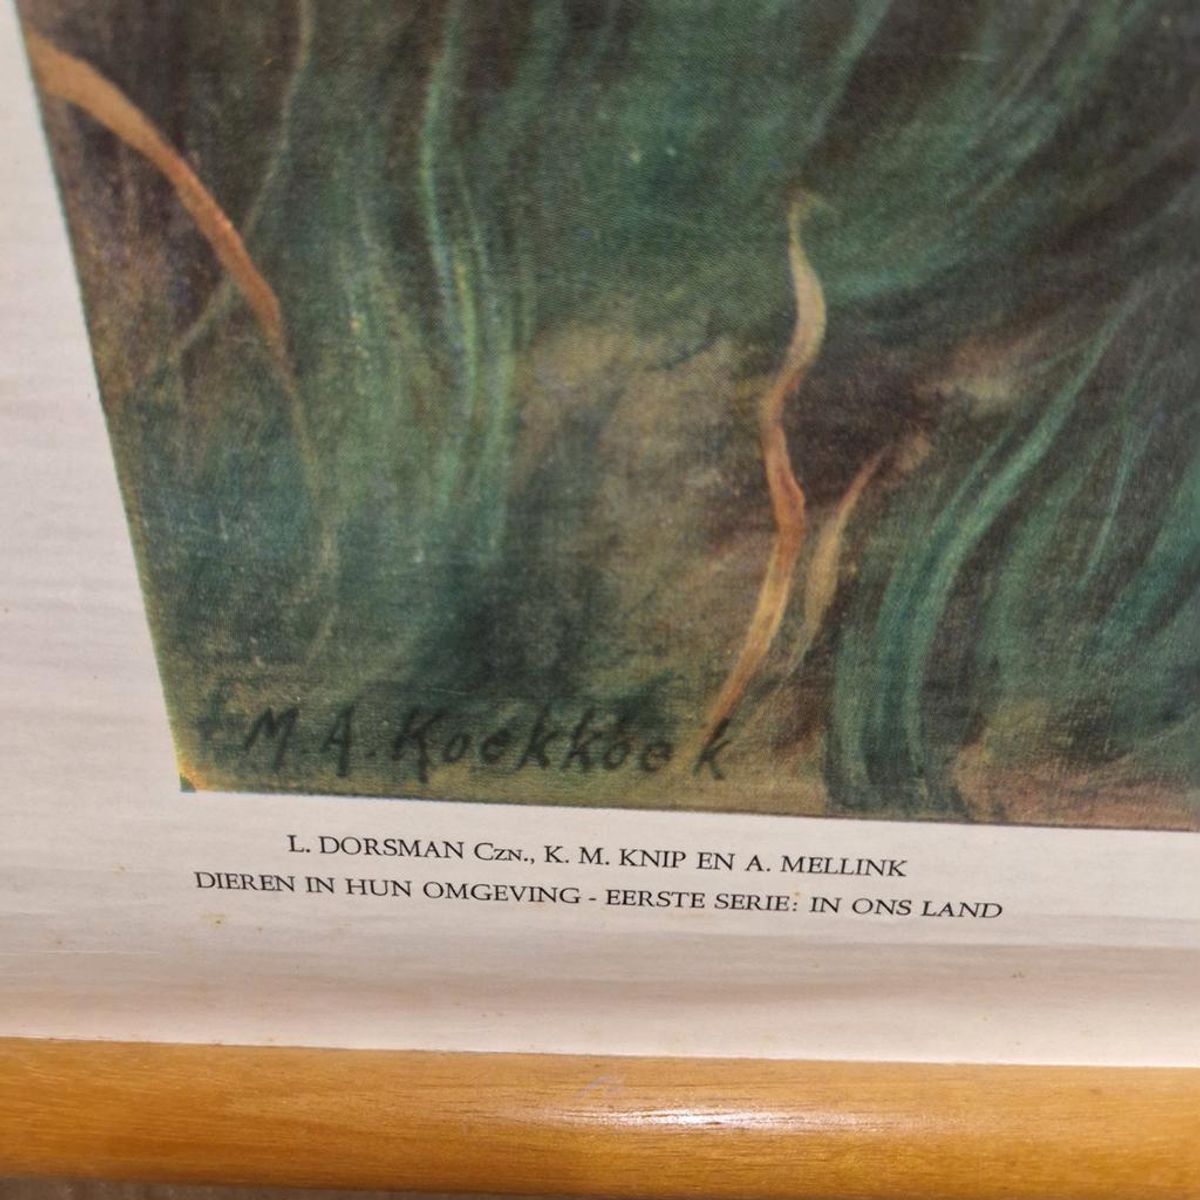 M. A. Koekkoek
L. DORSMAN Czn., K. M. KNIP EN A. MELLINK
DIEREN IN HUN OMGEVING - EERSTE SERIE: IN ONS LAND